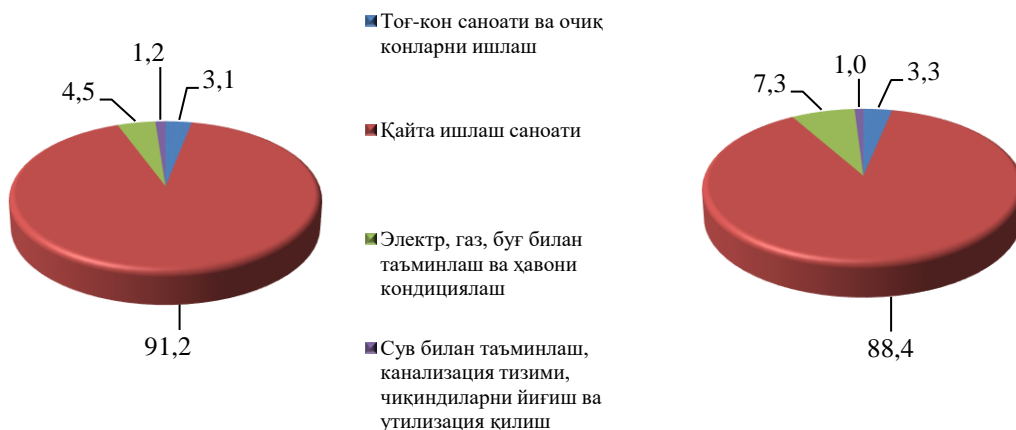 1,2
4,5
3,1
91,2
Тоғ-кон саноати ва очиқ
конларни ишлаш
Қайта ишлаш саноати
Электр, газ, буғ билан
таъминлаш ва ҳавони
кондициялаш
Сув билан таъминлаш,
канализация тизими,
чиқиндиларни йиғиш ва
утилизация қилиш
1,0
7,3
3,3
88,4